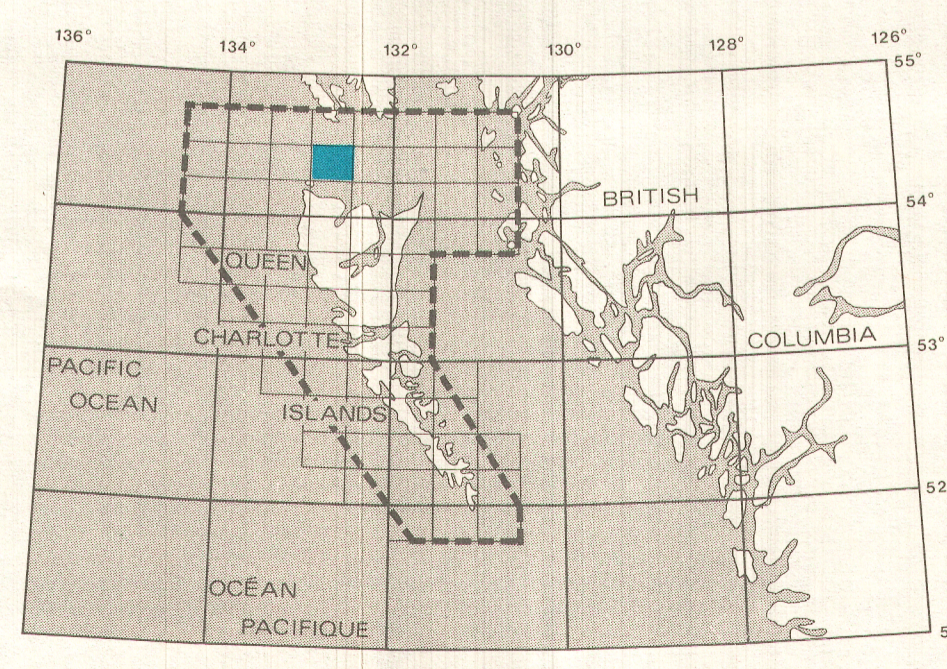 136° 134° 132° 130° 128° 126°
55°
BRITISH
54°
QUEEN
CHARLOTTE
COLUMBIA
53°
PACIFIC
OCEAN
ISLANDS
52
OCÉAN
PACIFIQUE
5